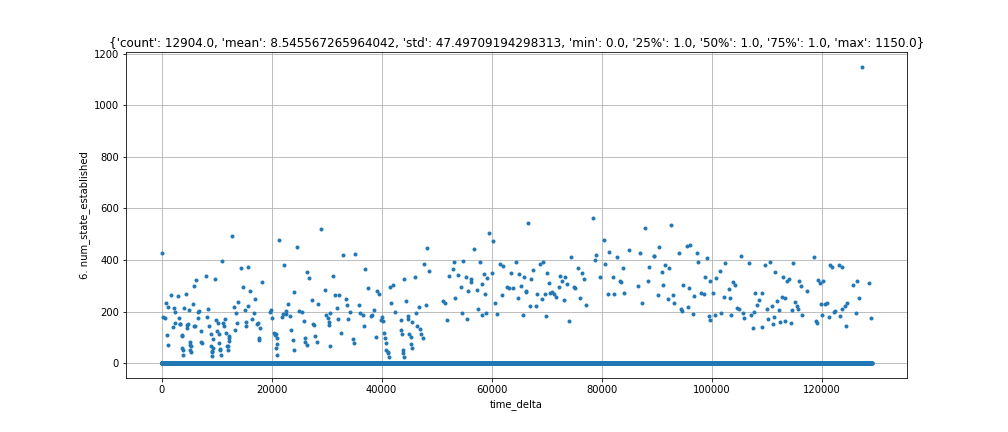 {'count': 12904.0, 'mean': 8.545567265964042, 'std': 47.49709194298313, 'min': 0.0, '25%': 1.0, '50%': 1.0, '75%': 1.0, 'max': 1150.0}
1200
1000
800
600
400
200
0
6. num_state_established
0 20000 40000 60000 80000 100000 120000
time_delta